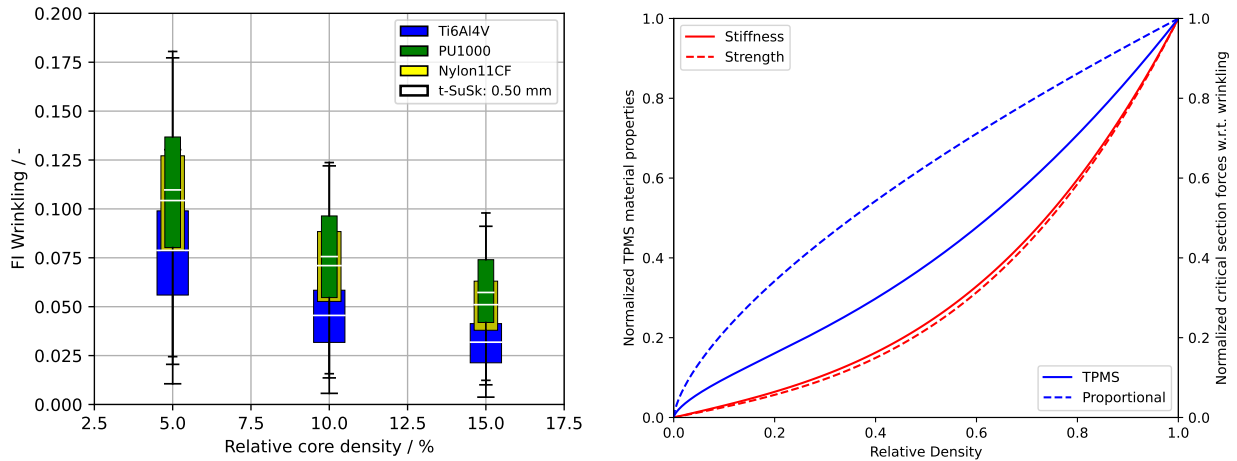 0.200
0.175
0.150
0.125
0.100
0.075
0.050
0.025
0.000
FI Wrinkling / -
2.5 5.0 7.5 10.0 12.5 15.0 17.5
Relative core density / %
Ti6Al4V
PU1000
Nylon11CF
t-SuSk: 0.50 mm
1.0
0.8
0.6
0.4
0.2
0.0
Normalized TPMS material properties
0.0 0.2 0.4 0.6 0.8 1.0
Relative Density
Stiffness
Strength
TPMS
Proportional
1.0
0.8
0.6
0.4
0.2
0.0
Normalized critical section forces w.r.t. wrinkling